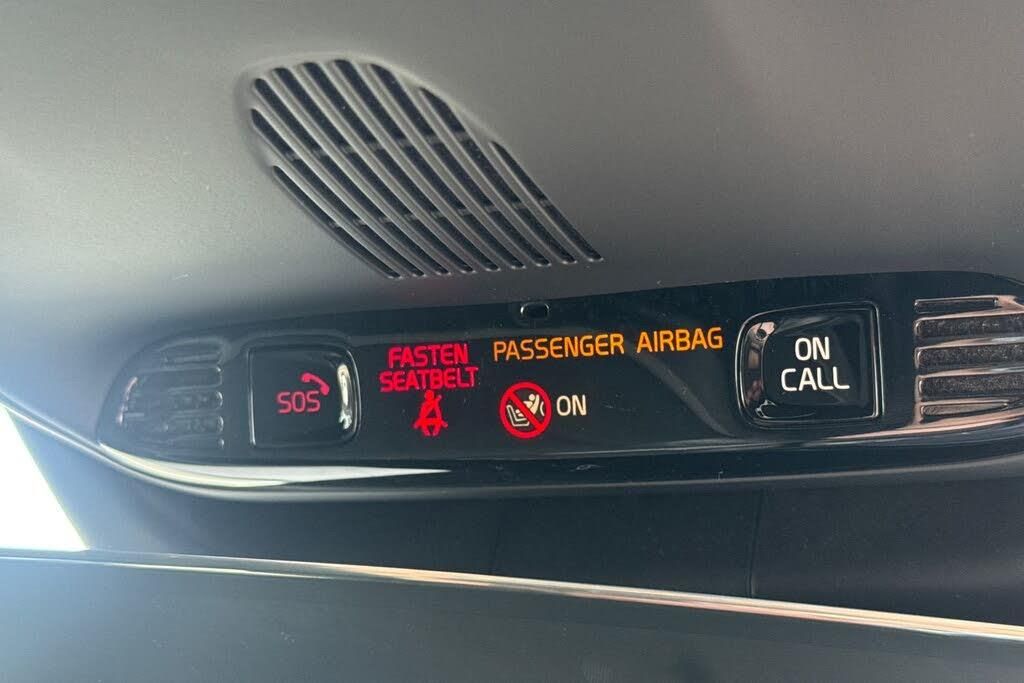 SOS
FASTEN
SEATBELT
PASSENGER AIRBAG
ON
ON
CALL